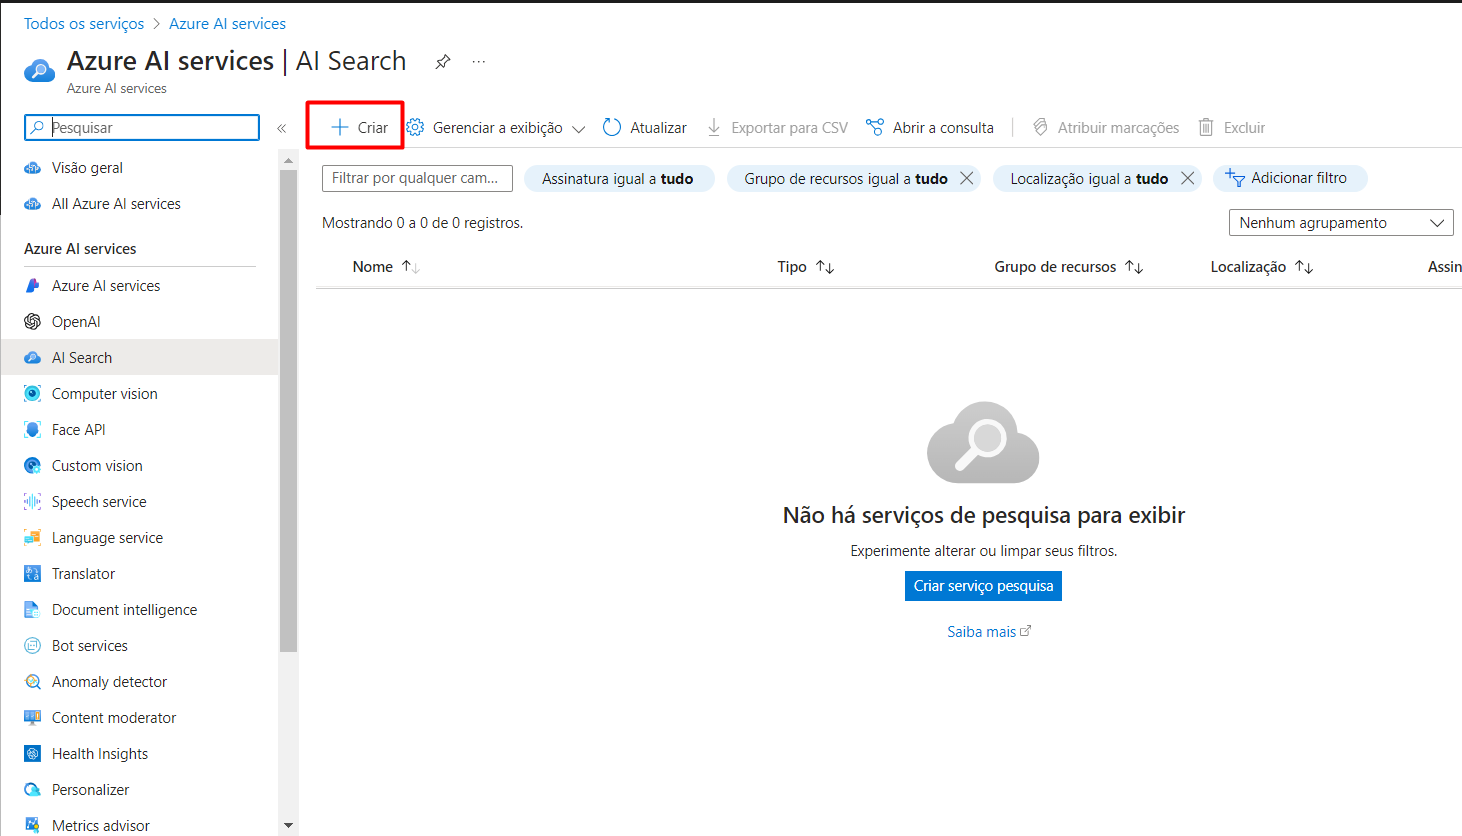 Todos os serviços > Azure AI services
Azure AI services | AI Search
Azure AI services
Pesquisar
Visão geral
All Azure AI services
Azure AI services
Azure AI services
OpenAI
AI Search
Computer vision
Face API
Custom vision
Speech service
Language service
Translator
Document intelligence
Bot services
Anomaly detector
Content moderator
Health Insights
Personalizer
Metrics advisor
Criar Gerenciar a exibição Atualizar Exportar para CSV Abrir a consulta Atribuir marcações Excluir
Filtrar por qualquer cam... Assinatura igual a tudo Grupo de recursos igual a tudo Localização igual a tudo Adicionar filtro
Mostrando 0 a 0 de 0 registros. Nenhum agrupamento
Nome Tipo Grupo de recursos Localização Assin
Não há serviços de pesquisa para exibir
Experimente alterar ou limpar seus filtros.
Criar serviço pesquisa
Saiba mais